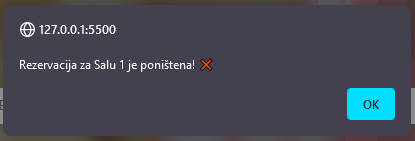 127.0.0.1:5500
Rezervacija za Salu 1 je poništena! ❌
OK